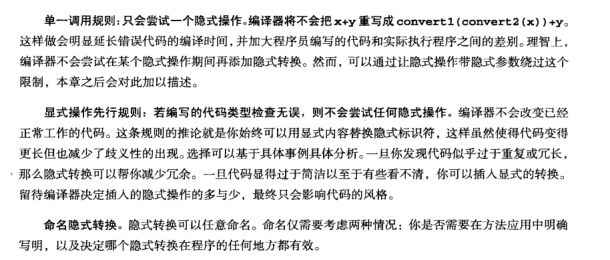 单一调用规则：只会尝试一个隐式操作。编译器将不会把 x+y 重写成 convert1(convert2(x))+y。
这样做会明显延长错误代码的编译时间，并加大程序员编写的代码和实际执行程序之间的差别。理智上，
编译器不会尝试在某个隐式操作期间再添加隐式转换。然而，可以通过让隐式操作带隐式参数绕过这个
限制，本章之后会对此加以描述。
显式操作先行规则：若编写的代码类型检查无误，则不会尝试任何隐式操作。编译器不会改变已经
正常工作的代码。这条规则的推论就是你始终可以用显式内容替换隐式标识符，这样虽然使得代码变得
更长但也减少了歧义性的出现。选择可以基于具体事例具体分析。一旦你发现代码似乎过于重复或冗长，
那么隐式转换可以帮你减少冗余。一旦代码显得过于简洁以至于有些看不清，你可以插入显式的转换。
留待编译器决定插入的隐式操作的多与少，最终只会影响代码的风格。
命名隐式转换。隐式转换可以任意命名。命名仅需要考虑两种情况：你是否需要在方法应用中明确
写明，以及决定哪个隐式转换在程序的任何地方都有效。